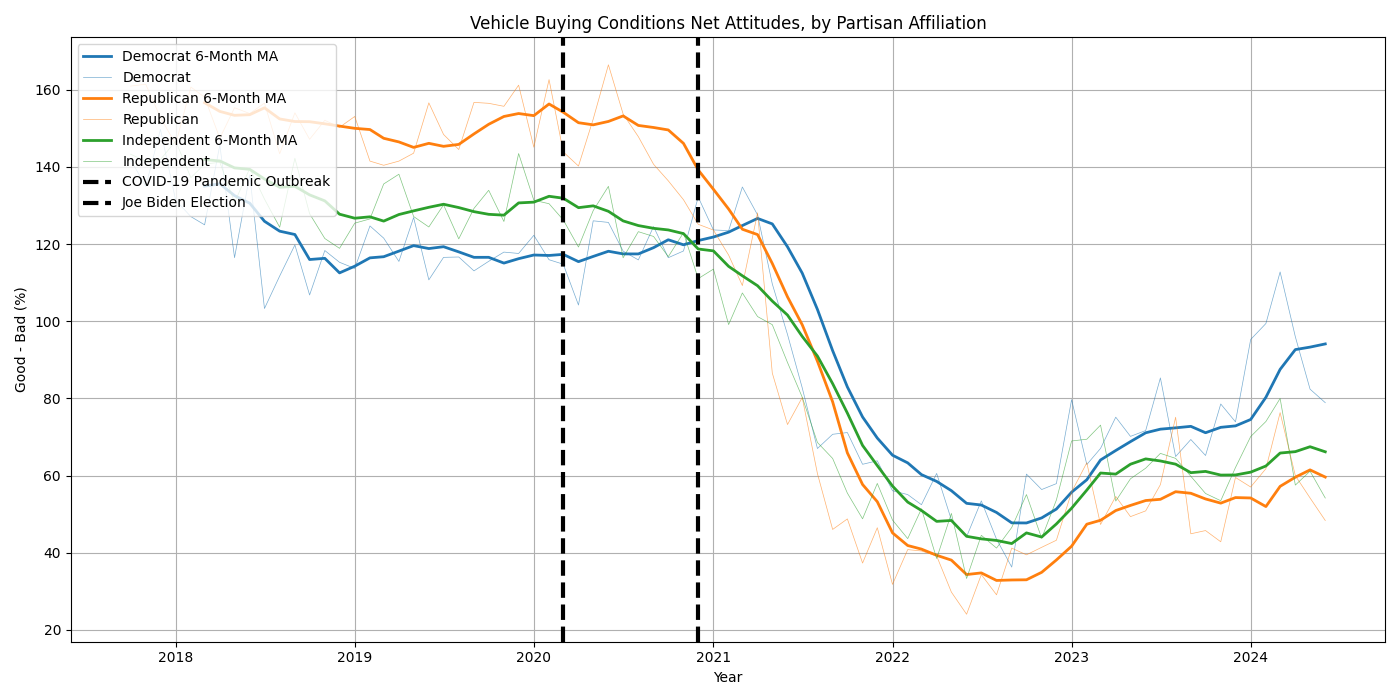 Vehicle Buying Conditions Net Attitudes, by Partisan Affiliation
Democrat 6-Month MA
Democrat
Republican 6-Month MA
Republican
Independent 6-Month MA
Independent
COVID-19 Pandemic Outbreak
Joe Biden Election
Good - Bad (%)
160
140
120
100
80
60
40
20
2018
2019
2020
2021
2022
2023
2024
Year